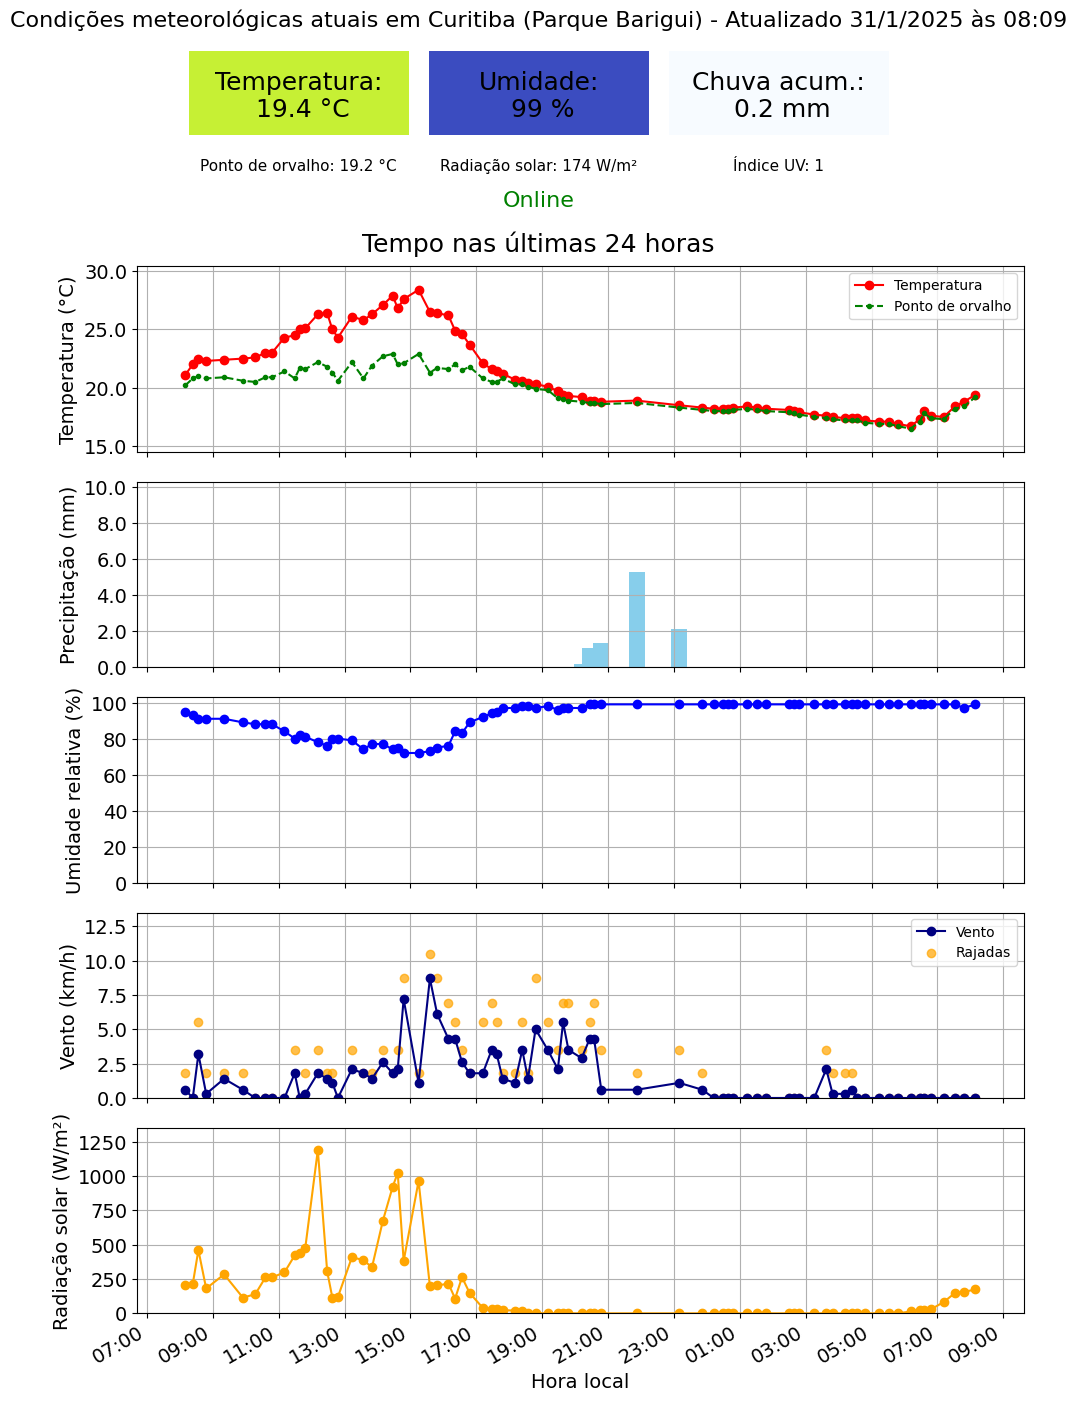 Condições meteorológicas atuais em Curitiba (Parque Barigui) - Atualizado 31/1/2025 às 08:09
Temperatura:
19.4 °C
Umidade:
99 %
Chuva acum.:
0.2 mm
Ponto de orvalho: 19.2 °C
Radiação solar: 174 W/m²
Índice UV: 1
Online
Tempo nas últimas 24 horas
Temperatura (°C)
30.0
25.0
20.0
15.0
Temperatura
Ponto de orvalho
Precipitação (mm)
10.0
8.0
6.0
4.0
2.0
0.0
Umidade relativa (%)
100
80
60
40
20
0
Vento (km/h)
12.5
10.0
7.5
5.0
2.5
0.0
Vento
Rajadas
Radiação solar (W/m²)
1250
1000
750
500
250
0
07:00
09:00
11:00
13:00
15:00
17:00
19:00
21:00
23:00
01:00
03:00
05:00
07:00
09:00
Hora local